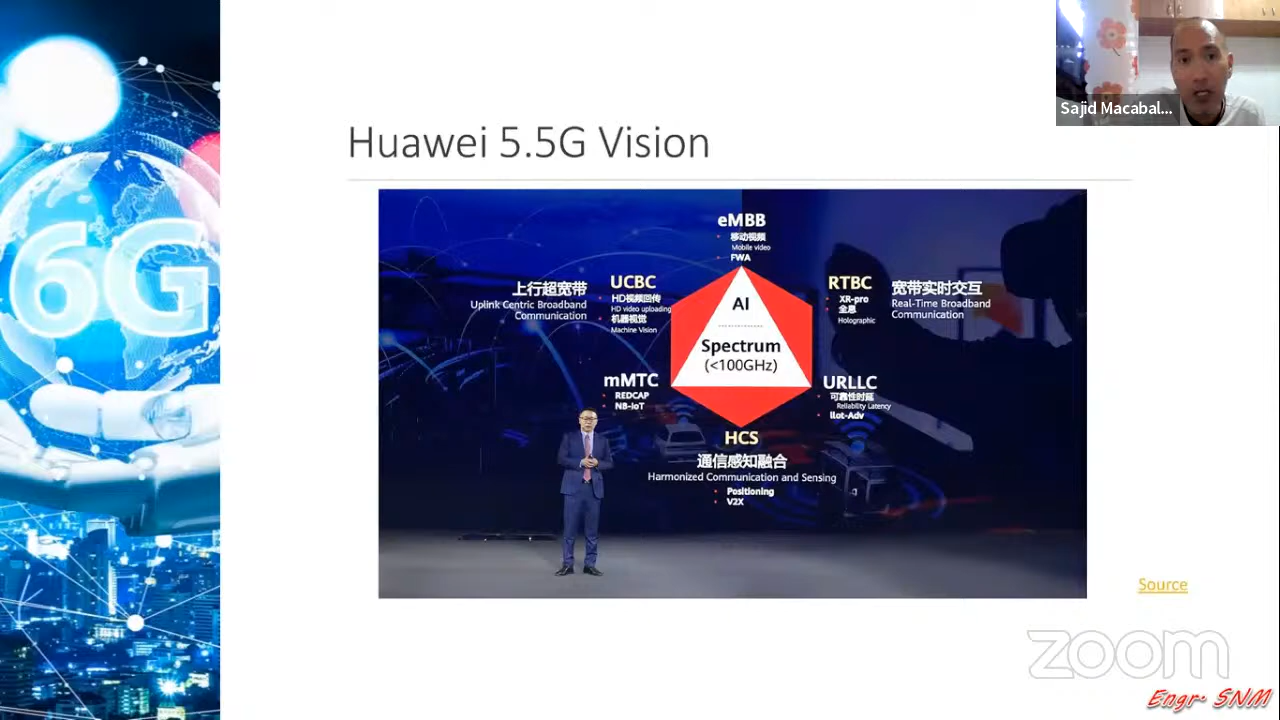 6G
Sajid Macabal...
Huawei 5.5G Vision
eMBB
移动视频
Mobile video
FWA
上行超宽带
Uplink Centric Broadband
Communication
UCBC
HD视频回传
HD video uploading
机器视觉
Machine Vision
AI
Spectrum
(<100GHz)
RTBC
XR-pro
全息
Holographic
宽带实时交互
Real-Time Broadband
Communication
mMTC
REDCAP
NB-IoT
URLLC
可靠性时延
Reliability Latency
IIot-Adv
HCS
通信感知融合
Harmonized Communication and Sensing
Positioning
V2X
Source
zoom
Engr. SNM